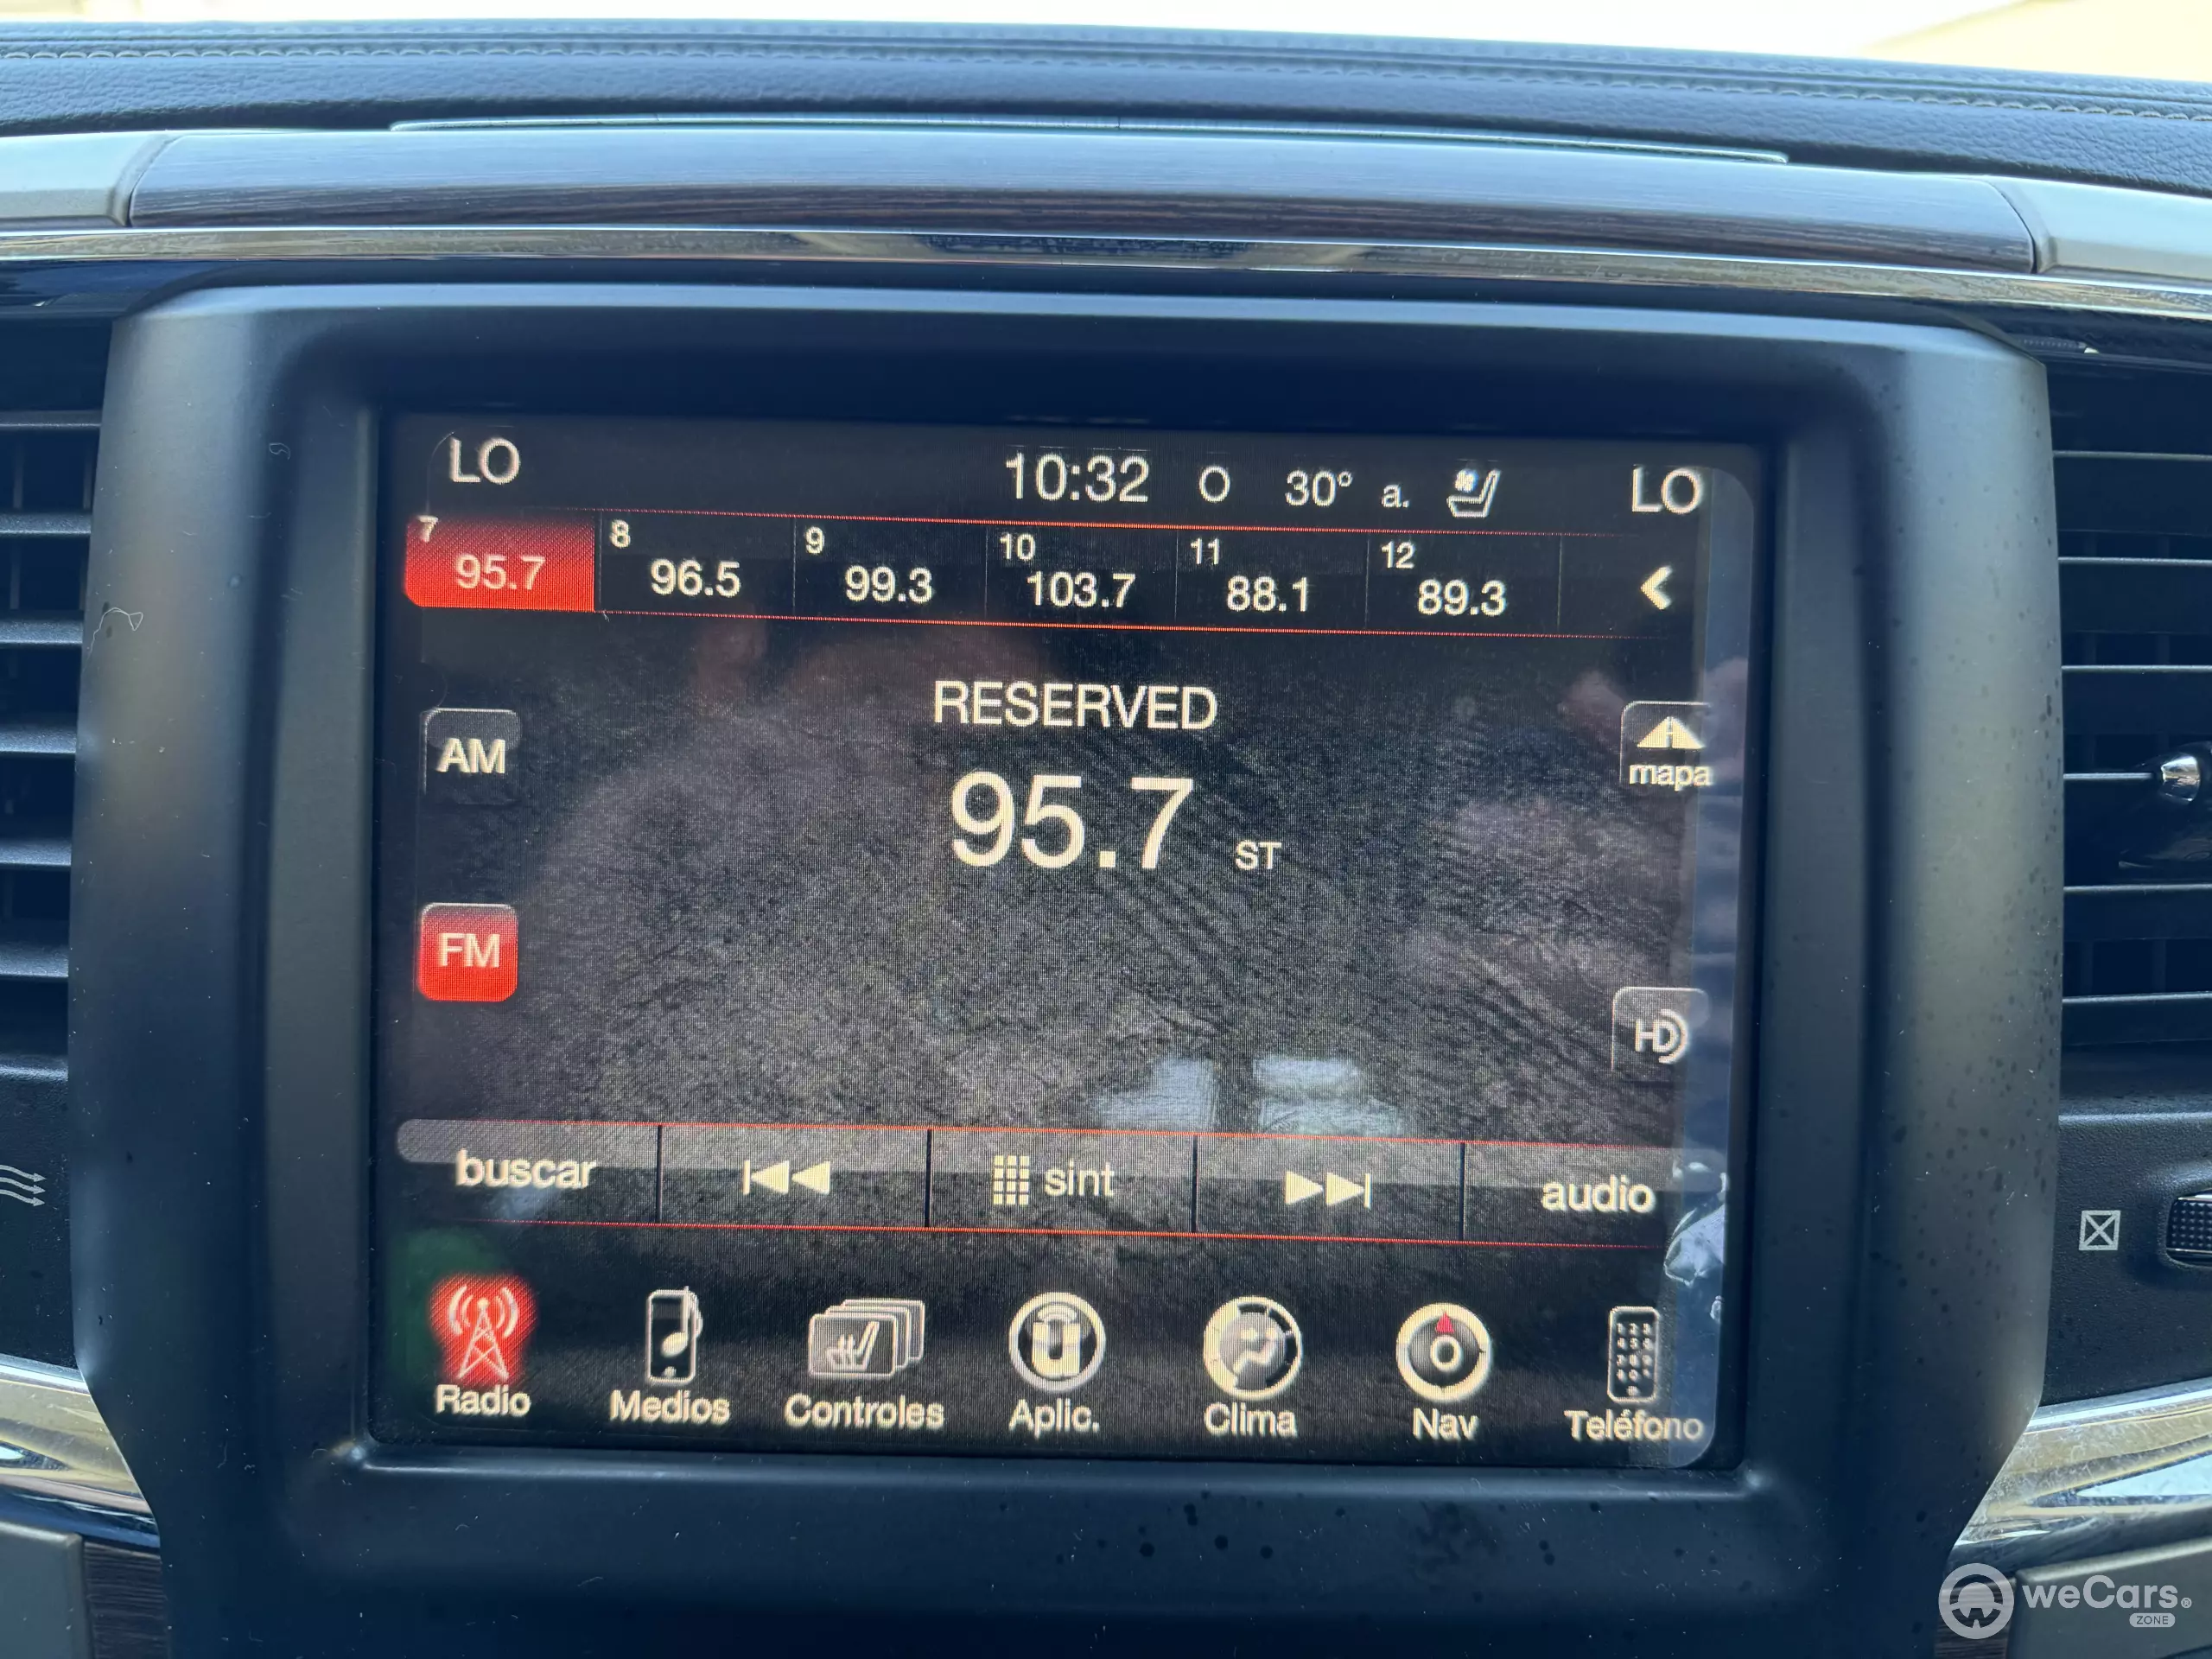 LO 10:32 O 30° a. LO
7 95.7 8 96.5 9 99.3 10 103.7 11 88.1 12 89.3
RESERVED
AM
mapa
95.7 ST
FM
HD
buscar sint audio
Radio Medios Controles Aplic. Clima Nav Teléfono
weCars.®
ZONE